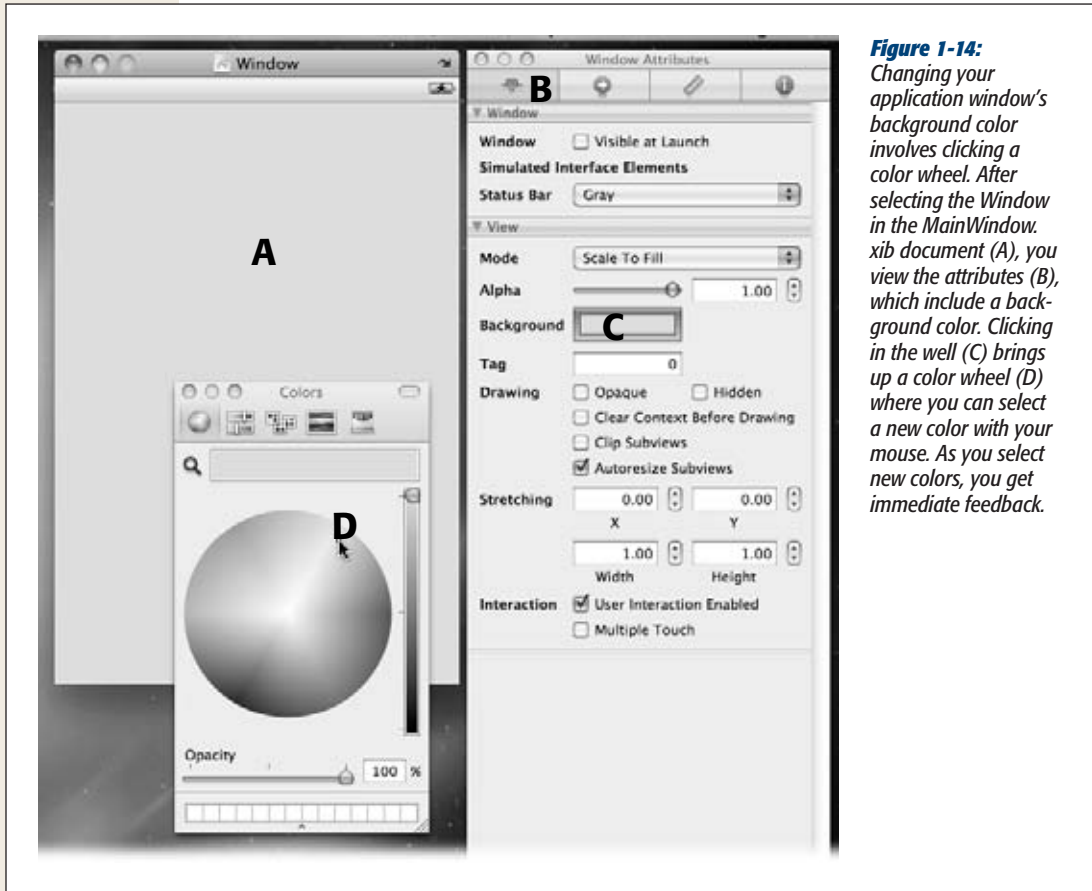 Window
A
Window Attributes
B
Window
Window Visible at Launch
Simulated Interface Elements
Status Bar Gray
View
Mode Scale To Fill
Alpha 1.00
Background C
Tag 0
Drawing Opaque Hidden
Clear Context Before Drawing
Clip Subviews
Autoresize Subviews
Stretching 0.00 0.00
X Y
1.00 1.00
Width Height
Interaction User Interaction Enabled
Multiple Touch
Colors
D
Opacity
100 %
Figure 1-14:
Changing your
application window's
background color
involves clicking a
color wheel. After
selecting the Window
in the MainWindow.
xib document (A), you
view the attributes (B),
which include a back-
ground color. Clicking
in the well (C) brings
up a color wheel (D)
where you can select
a new color with your
mouse. As you select
new colors, you get
immediate feedback.